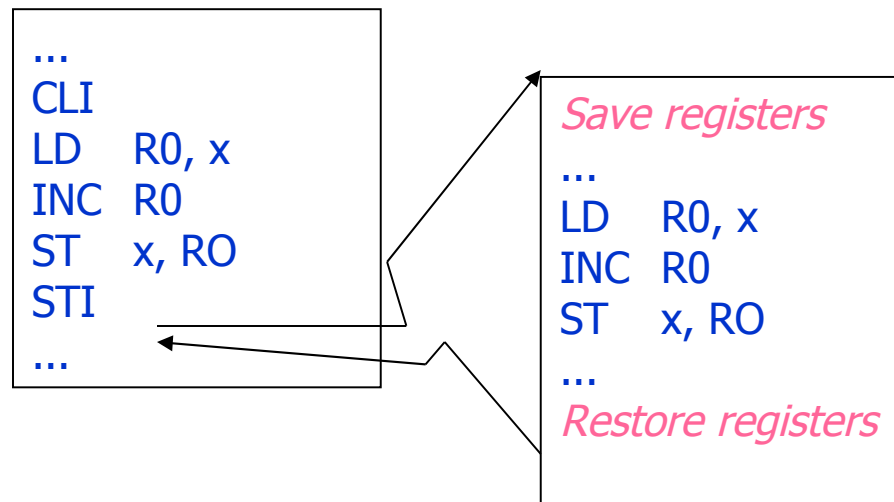 ...
CLI
LD R0, x
INC R0
ST x, RO
STI
...
Save registers
...
LD R0, x
INC R0
ST x, RO
...
Restore registers